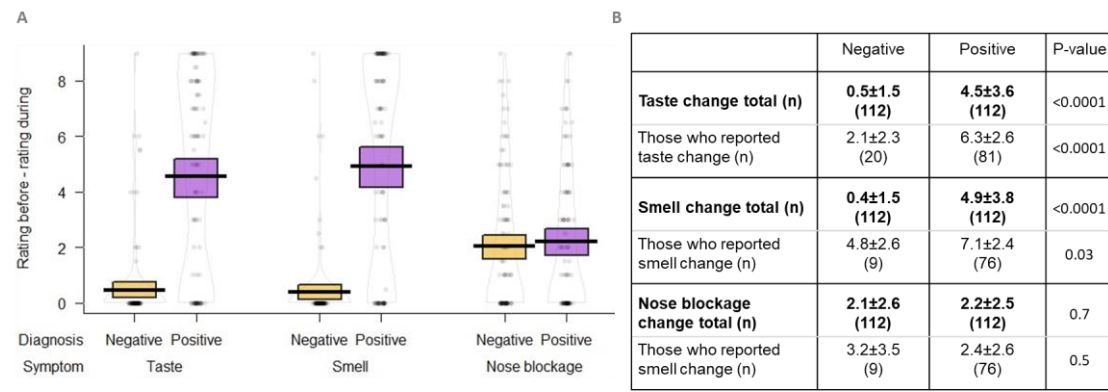 A
Rating before - rating during
8
6
4
2
0
Diagnosis Negative Positive Negative Positive Negative Positive
Symptom Taste Smell Nose blockage
B
Negative Positive P-value
Taste change total (n) 0.5±1.5 (112) 4.5±3.6 (112) <0.0001
Those who reported taste change (n) 2.1±2.3 (20) 6.3±2.6 (81) <0.0001
Smell change total (n) 0.4±1.5 (112) 4.9±3.8 (112) <0.0001
Those who reported smell change (n) 4.8±2.6 (9) 7.1±2.4 (76) 0.03
Nose blockage change total (n) 2.1±2.6 (112) 2.2±2.5 (112) 0.7
Those who reported smell change (n) 3.2±3.5 (9) 2.4±2.6 (76) 0.5